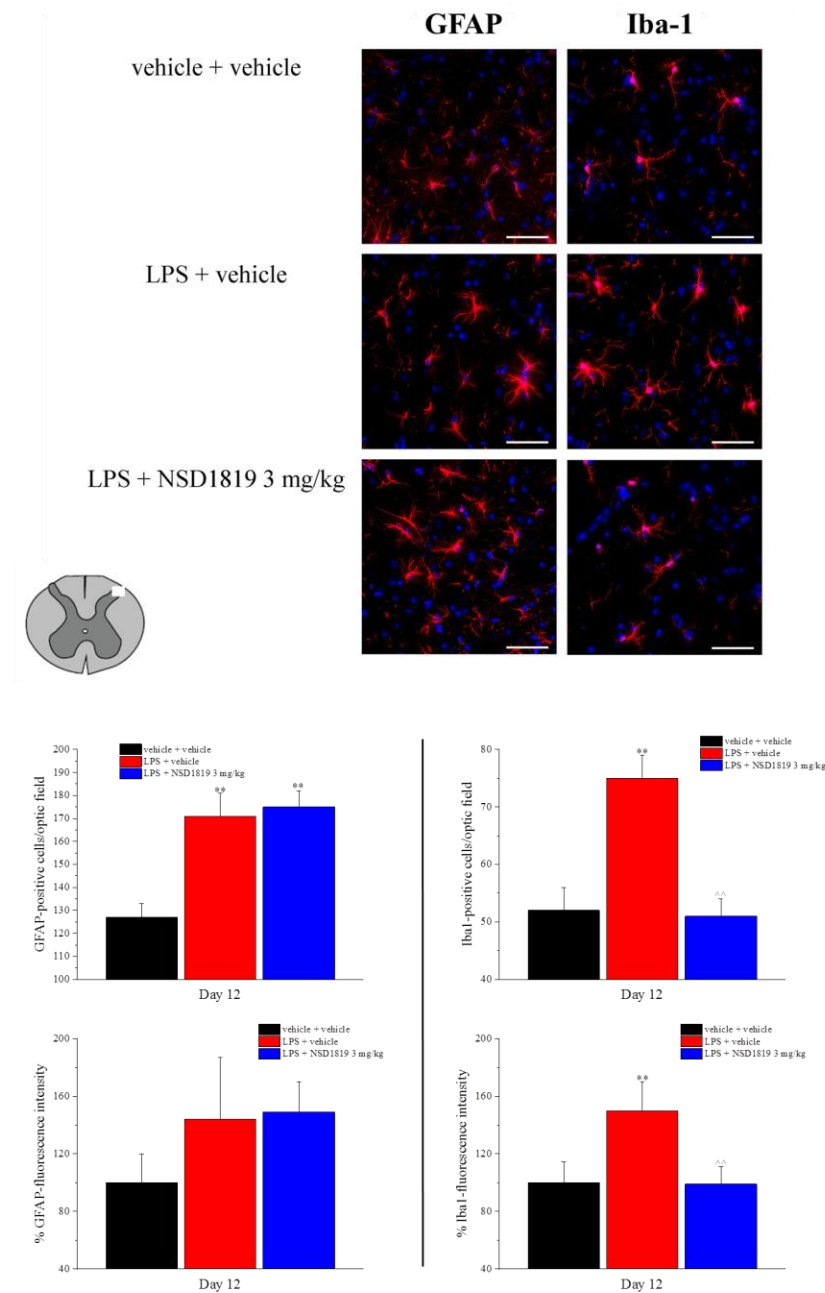 GFAP Iba-1
vehicle + vehicle
LPS + vehicle
LPS + NSD1819 3 mg/kg
GFAP-positive cells/optic field
200
190
180
170
160
150
140
130
120
110
100
vehicle + vehicle
LPS + vehicle
LPS + NSD1819 3 mg/kg
**
**
Day 12
Iba1-positive cells/optic field
80
70
60
50
40
vehicle + vehicle
LPS + vehicle
LPS + NSD1819 3 mg/kg
**
^^
Day 12
% GFAP-fluorescence intensity
200
160
120
80
40
vehicle + vehicle
LPS + vehicle
LPS + NSD1819 3 mg/kg
Day 12
% Iba1-fluorescence intensity
200
160
120
80
40
vehicle + vehicle
LPS + vehicle
LPS + NSD1819 3 mg/kg
**
^^
Day 12